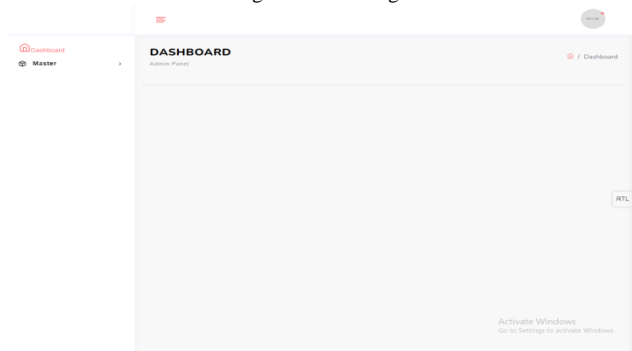 Dashboard
Master
DASHBOARD
Admin Panel
/ Dashboard
RTL
Activate Windows
Go to Settings to activate Windows.